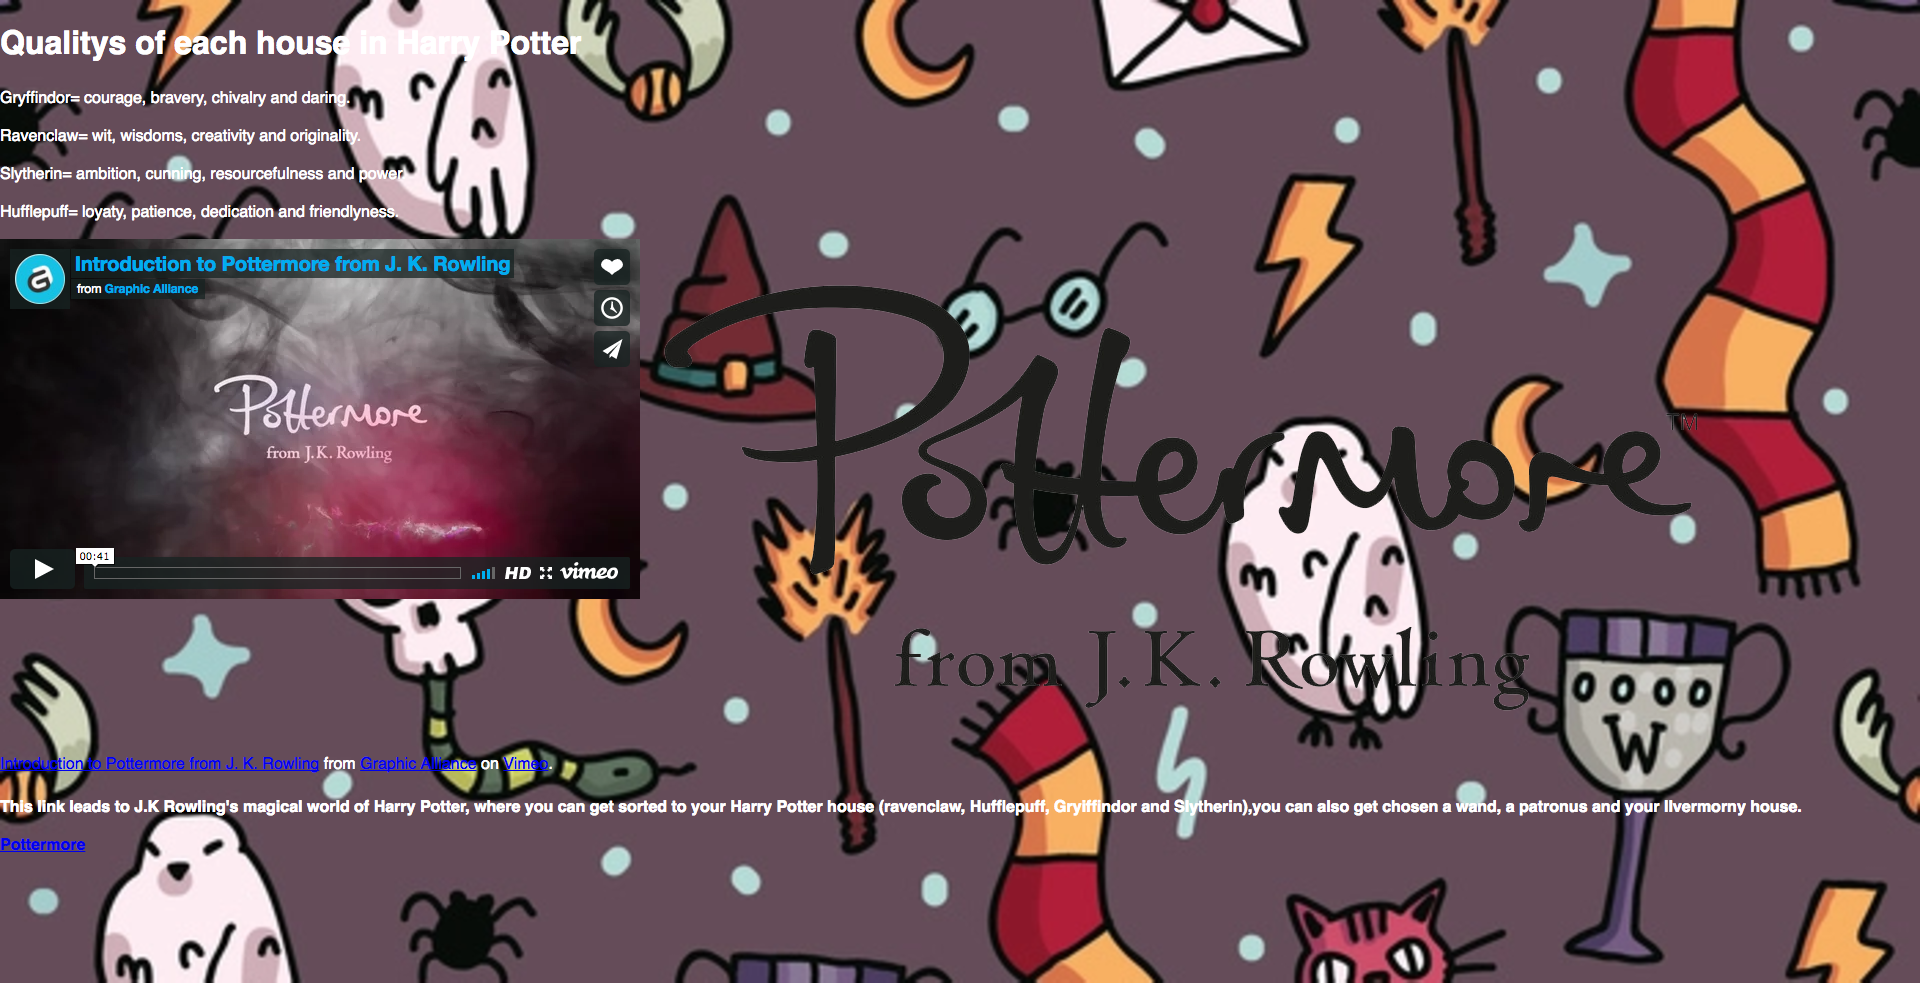 Qualitys of each house in Harry Potter
Gryffindor= courage, bravery, chivalry and daring.
Ravenclaw= wit, wisdoms, creativity and originality.
Slytherin= ambition, cunning, resourcefulness and power.
Hufflepuff= loyaty, patience, dedication and friendlyness.
Introduction to Pottermore from J. K. Rowling
from Graphic Alliance
Pottermore
from J.K. Rowling
00:41
HD vimeo
Pottermore™
from J.K. Rowling
W
Introduction to Pottermore from J. K. Rowling from Graphic Alliance on Vimeo.
This link leads to J.K Rowling's magical world of Harry Potter, where you can get sorted to your Harry Potter house (ravenclaw, Hufflepuff, Gryiffindor and Slytherin),you can also get chosen a wand, a patronus and your Ilvermorny house.
Pottermore